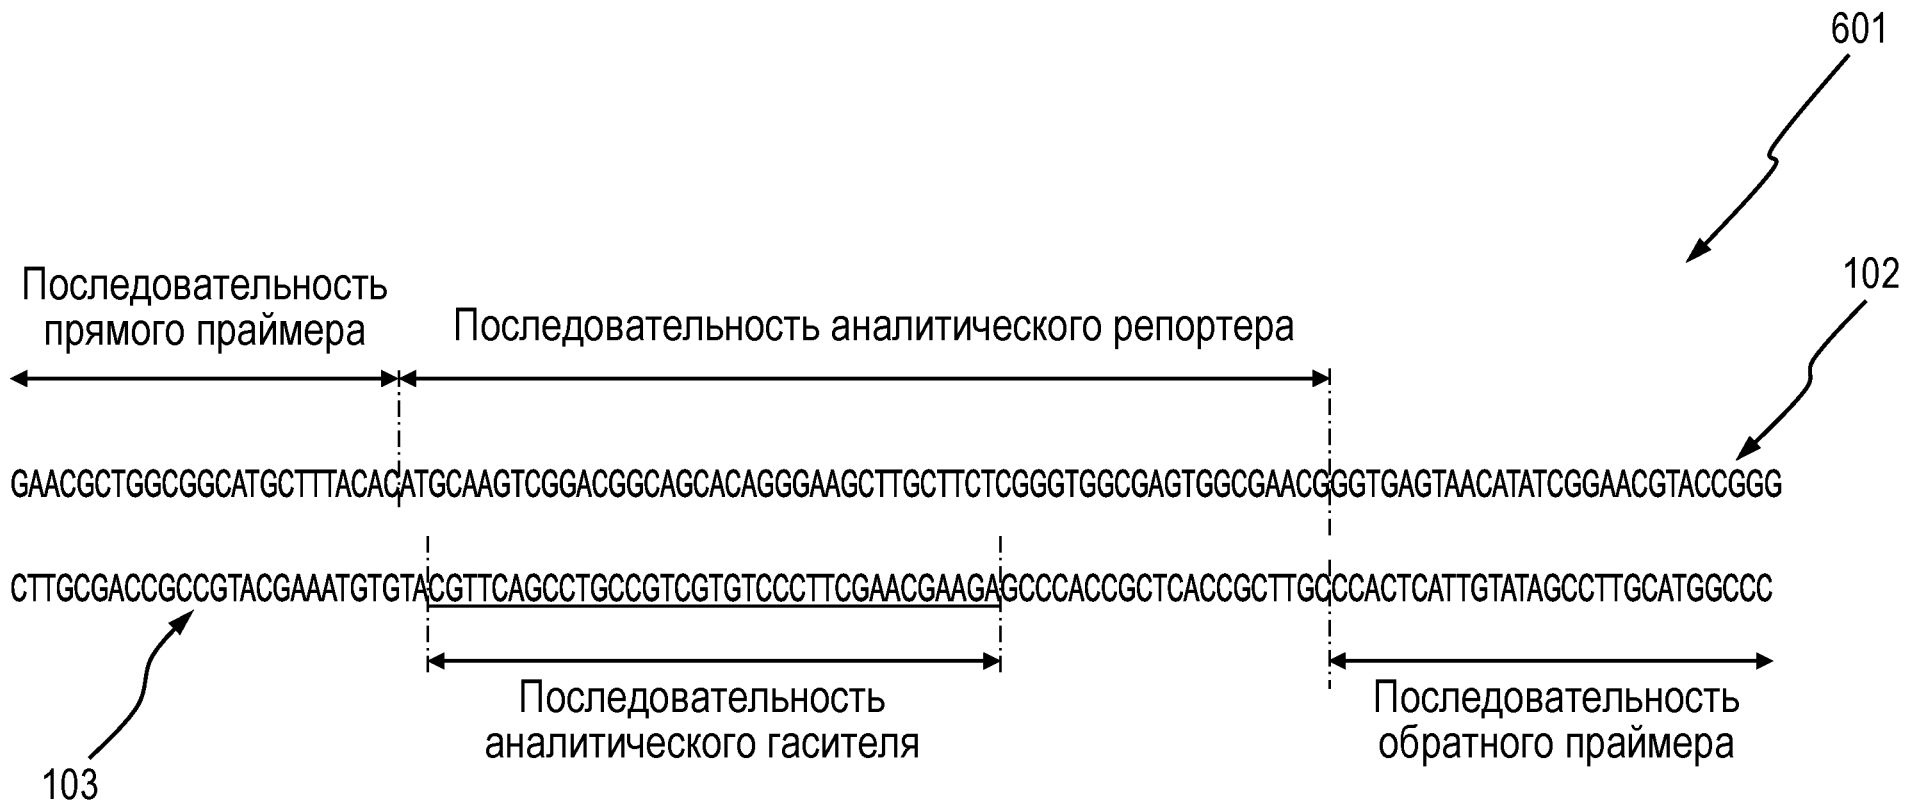 601
102
Последовательность
прямого праймера
Последовательность аналитического репортера
GAACGCTGGCGGCATGCTTTACACATGCAAGTCGGACGGCAGCACAGGGAAGCTTGCTTCTCGGGTGGCGAGTGGCGAACGGGTGAGTAACATATCGGAACGTACCGGG
CTTGCGACCGCCGTACGAAATGTGTACGTTCAGCCTGCCGTCGTGTCCCTTCGAACGAAGAGCCCACCGCTCACCGCTTGCCCACTCATTGTATAGCCTTGCATGGCCC
Последовательность
аналитического гасителя
Последовательность
обратного праймера
103